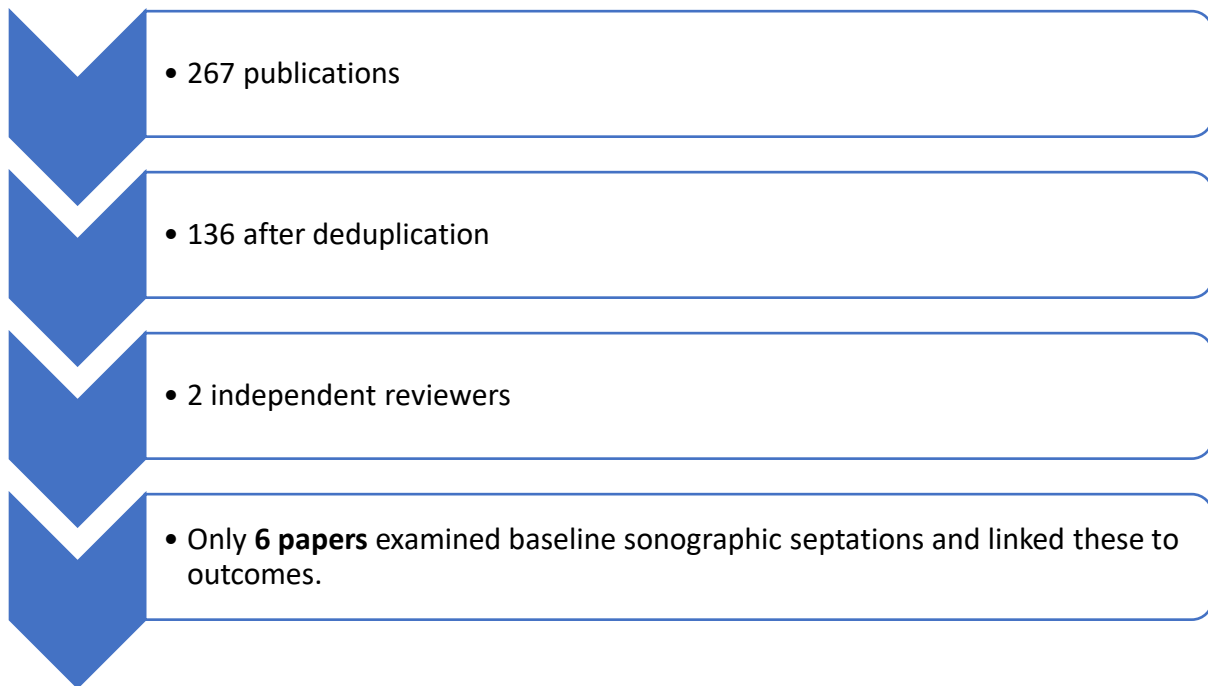 • 267 publications
• 136 after deduplication
• 2 independent reviewers
• Only 6 papers examined baseline sonographic septations and linked these to
outcomes.